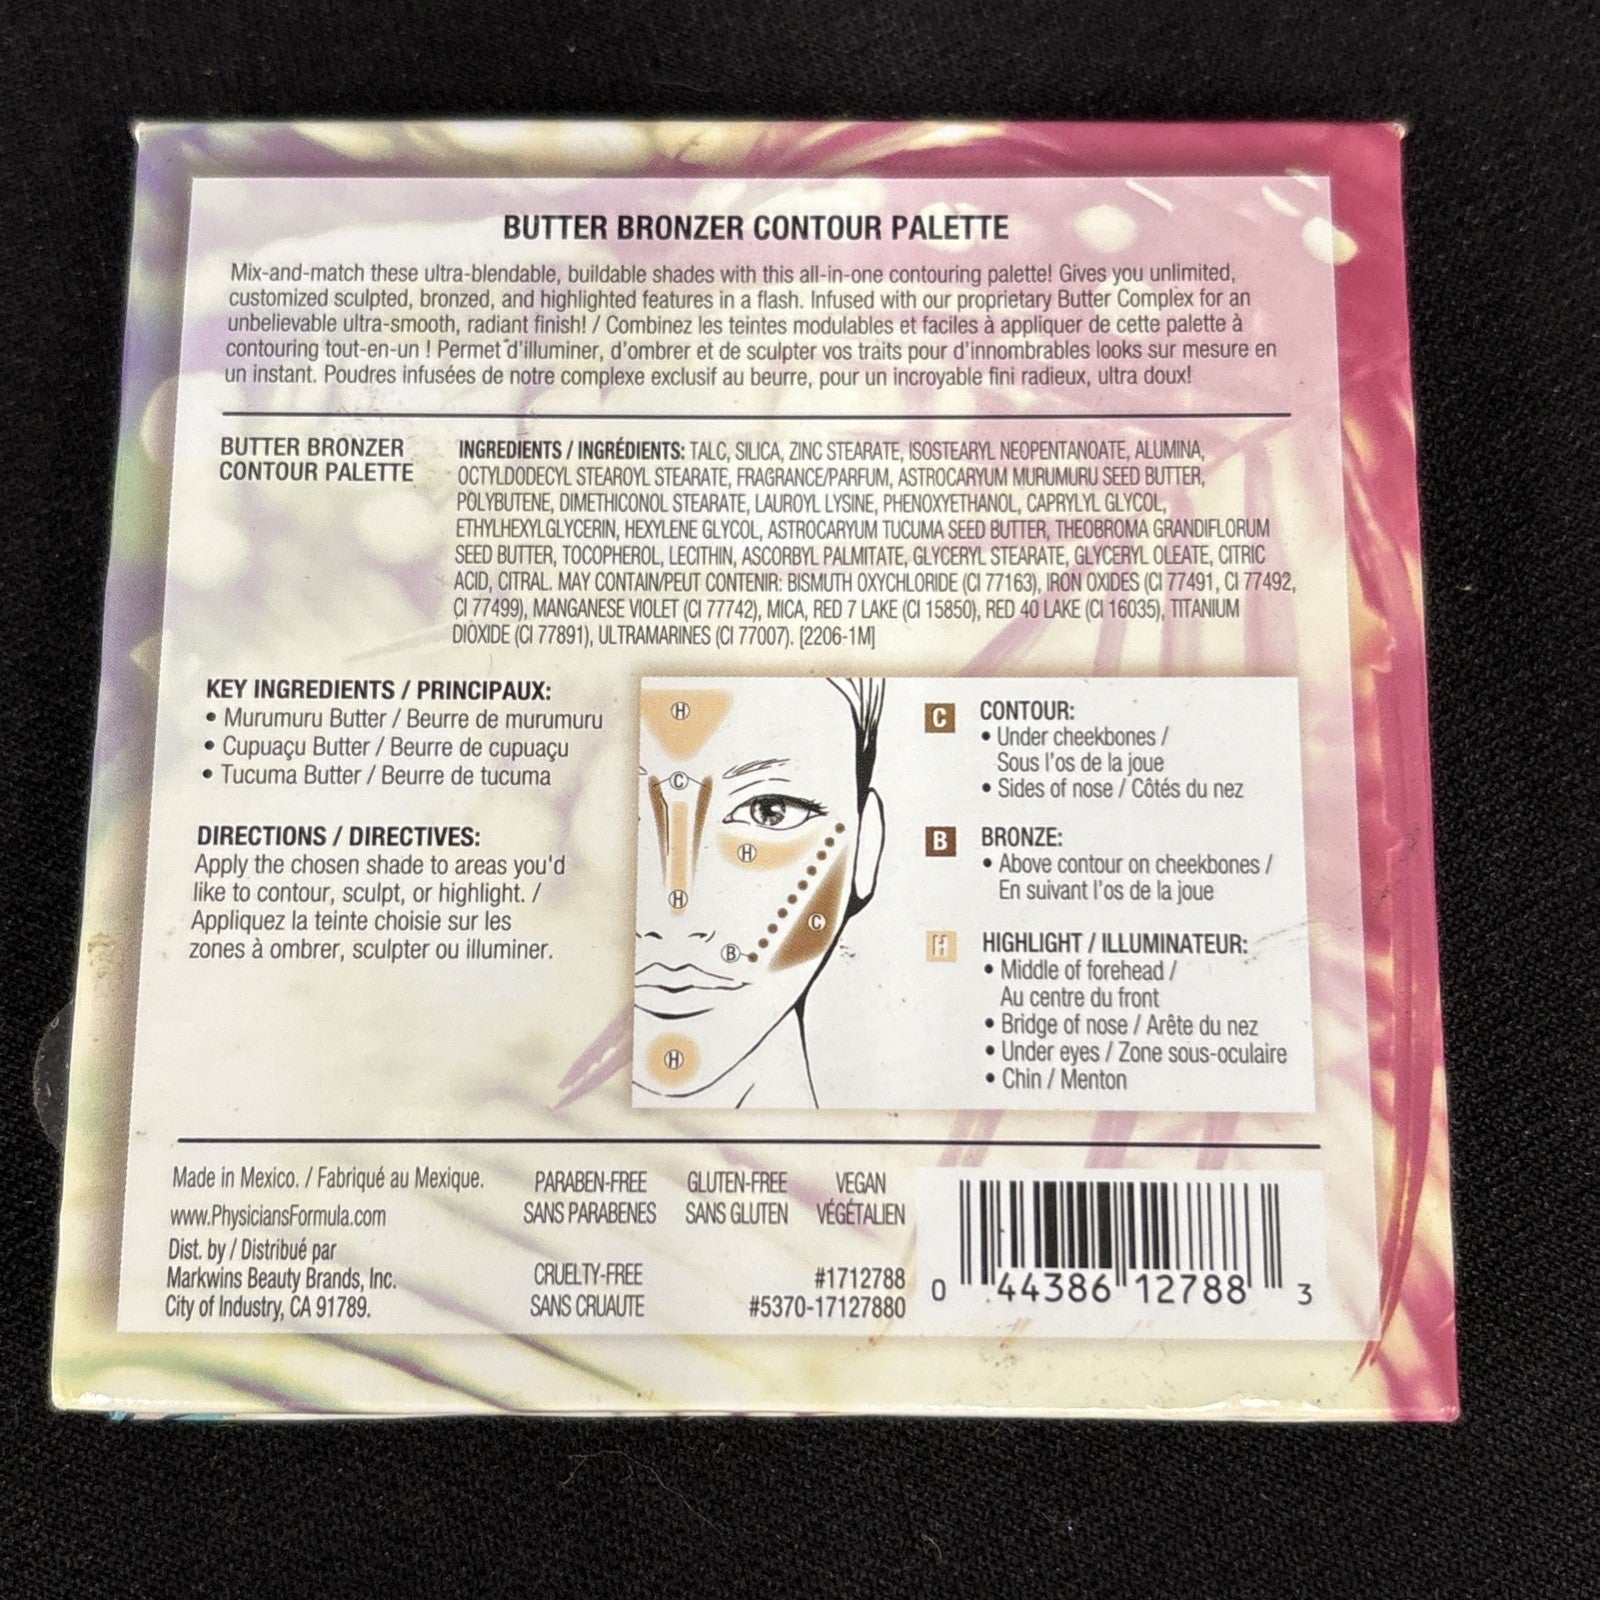 BUTTER BRONZER CONTOUR PALETTE
Mix-and-match these ultra-blendable, buildable shades with this all-in-one contouring palette! Gives you unlimited,
customized sculpted, bronzed, and highlighted features in a flash. Infused with our proprietary Butter Complex for an
unbelievable ultra-smooth, radiant finish! / Combinez les teintes modulables et faciles à appliquer de cette palette à
contouring tout-en-un ! Permet d'illuminer, d'ombrer et de sculpter vos traits pour d'innombrables looks sur mesure en
un instant. Poudres infusées de notre complexe exclusif au beurre, pour un incroyable fini radieux, ultra doux!
BUTTER BRONZER
CONTOUR PALETTE
INGREDIENTS / INGRÉDIENTS: TALC, SILICA, ZINC STEARATE, ISOSTEARYL NEOPENTANOATE, ALUMINA,
OCTYLDODECYL STEAROYL STEARATE, FRAGRANCE/PARFUM, ASTROCARYUM MURUMURU SEED BUTTER,
POLYBUTENE, DIMETHICONOL STEARATE, LAUROYL LYSINE, PHENOXYETHANOL, CAPRYLYL GLYCOL,
ETHYLHEXYLGLYCERIN, HEXYLENE GLYCOL, ASTROCARYUM TUCUMA SEED BUTTER, THEOBROMA GRANDIFLORUM
SEED BUTTER, TOCOPHEROL, LECITHIN, ASCORBYL PALMITATE, GLYCERYL STEARATE, GLYCERYL OLEATE, CITRIC
ACID, CITRAL. MAY CONTAIN/PEUT CONTENIR: BISMUTH OXYCHLORIDE (CI 77163), IRON OXIDES (CI 77491, CI 77492,
CI 77499), MANGANESE VIOLET (CI 77742), MICA, RED 7 LAKE (CI 15850), RED 40 LAKE (CI 16035), TITANIUM
DIOXIDE (CI 77891), ULTRAMARINES (CI 77007). [2206-1M]
KEY INGREDIENTS / PRINCIPAUX:
• Murumuru Butter / Beurre de murumuru
• Cupuaçu Butter / Beurre de cupuaçu
• Tucuma Butter / Beurre de tucuma
DIRECTIONS / DIRECTIVES:
Apply the chosen shade to areas you'd
like to contour, sculpt, or highlight. /
Appliquez la teinte choisie sur les
zones à ombrer, sculpter ou illuminer.
H
C
H
H
C
B
H
C CONTOUR:
• Under cheekbones /
Sous l'os de la joue
• Sides of nose / Côtés du nez
B BRONZE:
• Above contour on cheekbones /
En suivant l'os de la joue
H HIGHLIGHT / ILLUMINATEUR:
• Middle of forehead /
Au centre du front
• Bridge of nose / Arête du nez
• Under eyes / Zone sous-oculaire
• Chin / Menton
Made in Mexico. / Fabriqué au Mexique.
www.PhysiciansFormula.com
Dist. by / Distribué par
Markwins Beauty Brands, Inc.
City of Industry, CA 91789.
PARABEN-FREE
SANS PARABENES
GLUTEN-FREE
SANS GLUTEN
VEGAN
VÉGÉTALIEN
CRUELTY-FREE
SANS CRUAUTE
#1712788
#5370-17127880
0 44386 12788 3